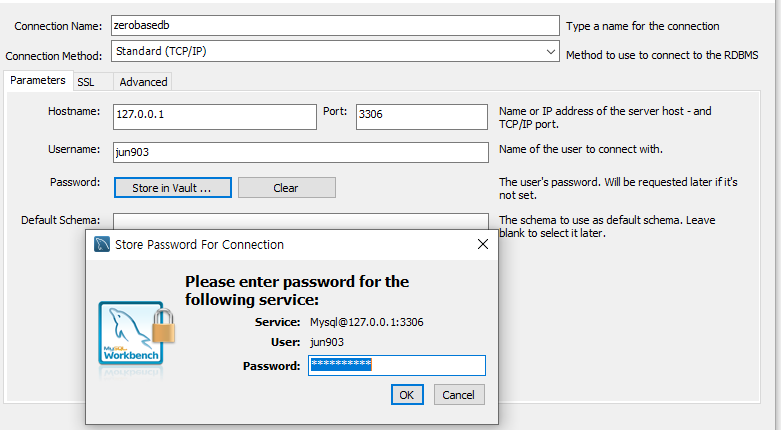 Connection Name: zerobasedb Type a name for the connection
Connection Method: Standard (TCP/IP) Method to use to connect to the RDBMS
Parameters SSL Advanced
Hostname: 127.0.0.1 Port: 3306 Name or IP address of the server host - and
TCP/IP port.
Username: jun903 Name of the user to connect with.
Password: Store in Vault ... Clear The user's password. Will be requested later if it's
not set.
Default Schema: The schema to use as default schema. Leave
blank to select it later.
Store Password For Connection
Please enter password for the
following service:
Service: Mysql@127.0.0.1:3306
User: jun903
Password: **********
MySQL
Workbench
OK Cancel